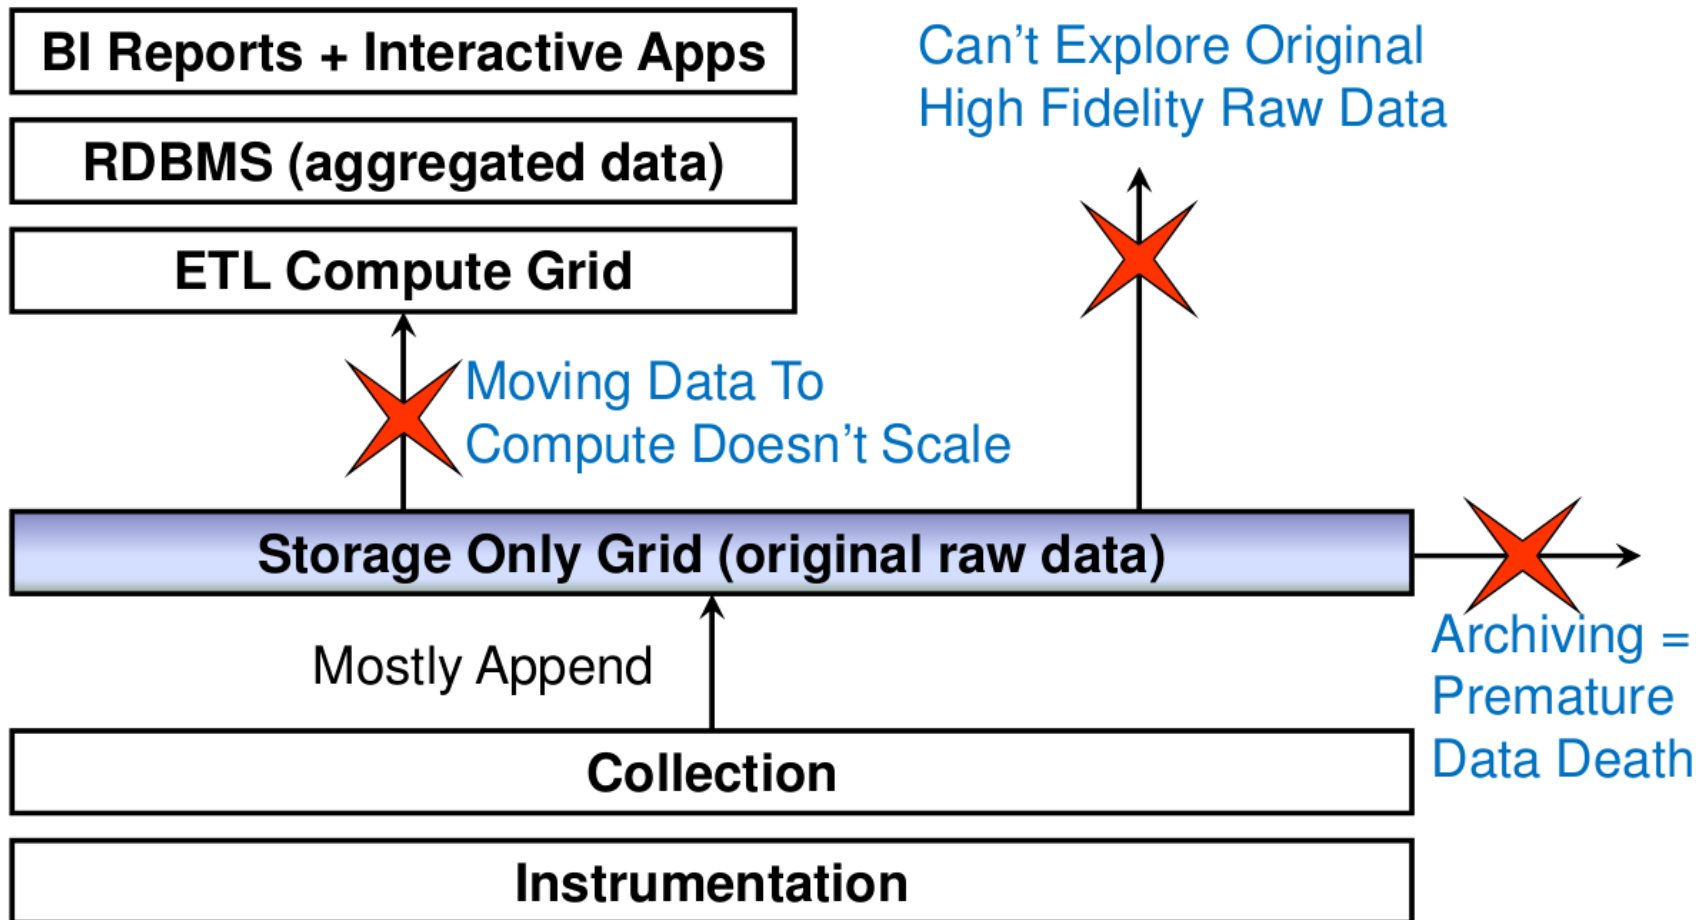 BI Reports + Interactive Apps
RDBMS (aggregated data)
ETL Compute Grid
Can’t Explore Original
High Fidelity Raw Data
Moving Data To
Compute Doesn’t Scale
Storage Only Grid (original raw data)
Archiving =
Premature
Data Death
Mostly Append
Collection
Instrumentation